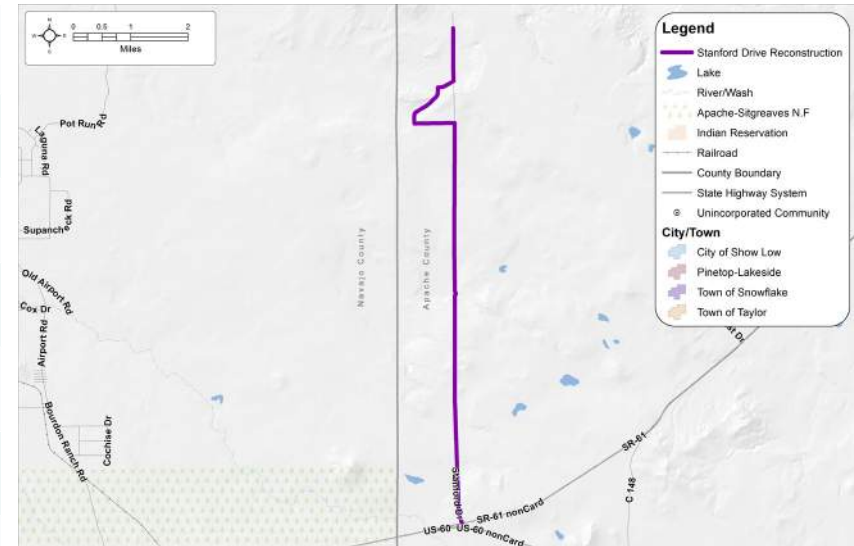 N
W
E
S
0
0.5
1
2
Miles
Legend
Stanford Drive Reconstruction
Lake
River/Wash
Apache-Sitgreaves N.F
Indian Reservation
Railroad
County Boundary
State Highway System
Unincorporated Community
City/Town
City of Show Low
Pinetop-Lakeside
Town of Snowflake
Town of Taylor
Pot Run Rd
Laguna Rd
Supanch
eck Rd
Old Airport Rd
Cox Dr
Airport Rd
Bourdon Ranch Rd
Cochise Dr
Navajo County
Apache County
Stanford Dr
SR-61
C 148
SR-61 nonCard
US-60
US-60 nonCard